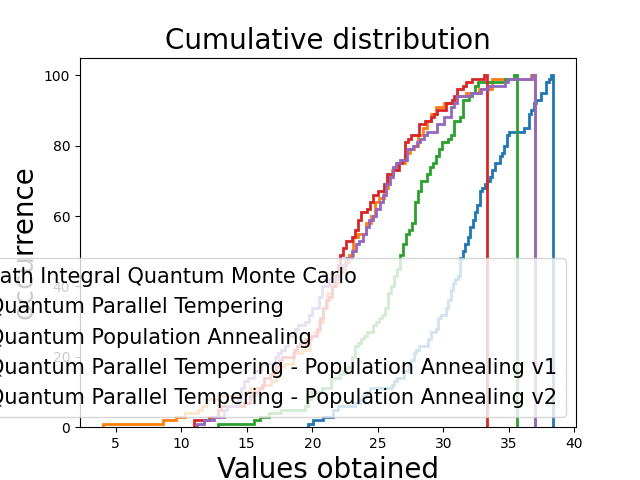 Cumulative distribution
100
80
60
40
20
0
5
10
15
20
25
30
35
40
occurrence
Values obtained
ath Integral Quantum Monte Carlo
Quantum Parallel Tempering
Quantum Population Annealing
Quantum Parallel Tempering - Population Annealing v1
Quantum Parallel Tempering - Population Annealing v2